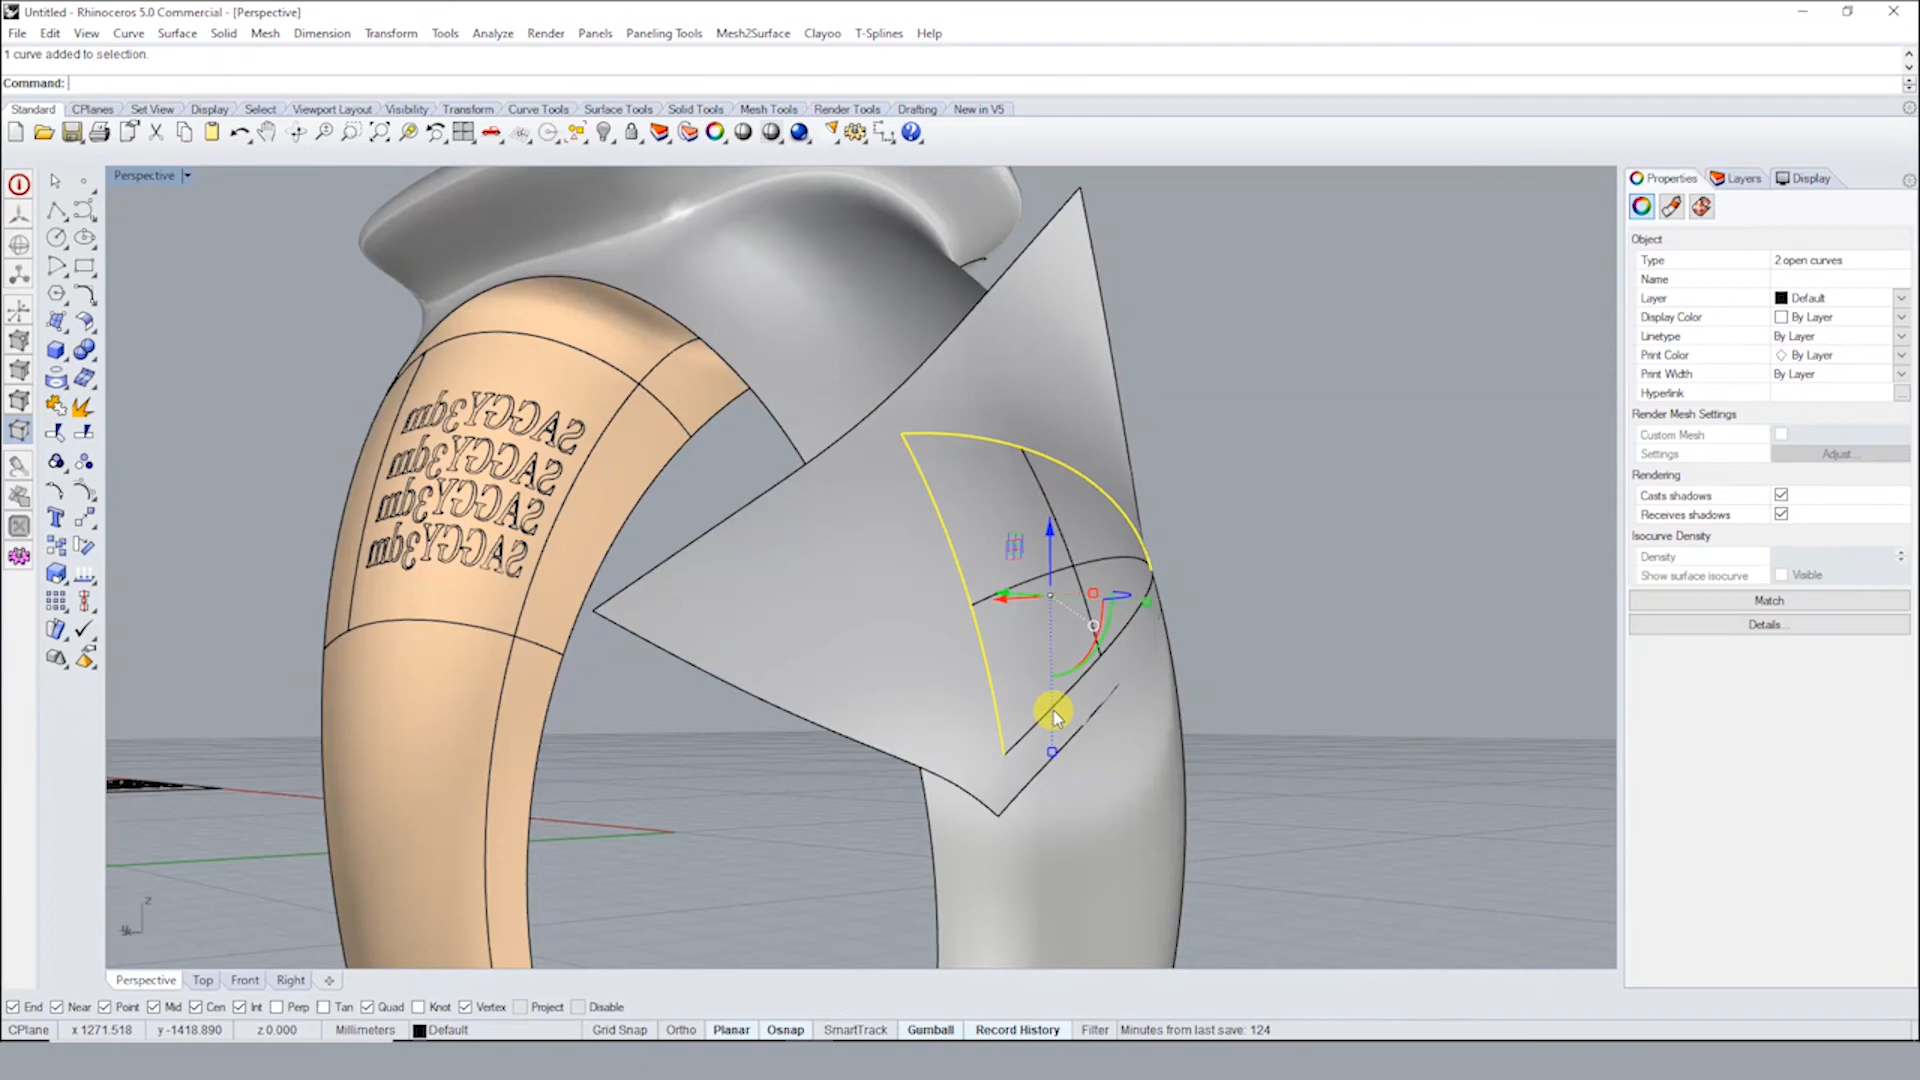 Untitled - Rhinoceros 5.0 Commercial - [Perspective]
File Edit View Curve Surface Solid Mesh Dimension Transform Tools Analyze Render Panels Paneling Tools Mesh2Surface Clayoo T-Splines Help
1 curve added to selection.
Command:
Standard CPlanes Set View Display Select Viewport Layout Visibility Transform Curve Tools Surface Tools Solid Tools Mesh Tools Render Tools Drafting New in V5
Perspective
Properties Layers Display
Object
Type 2 open curves
Name
Layer Default
Display Color By Layer
Linetype By Layer
Print Color By Layer
Print Width By Layer
Hyperlink ...
Render Mesh Settings
Custom Mesh
Settings Adjust...
Rendering
Casts shadows
Receives shadows
Isocurve Density
Density
Show surface isocurve Visible
Match
Details...
SAGGY3dm
SAGGY3dm
SAGGY3dm
SAGGY3dm
z
Perspective Top Front Right
End Near Point Mid Cen Int Perp Tan Quad Knot Vertex Project Disable
CPlane x 1271.518 y -1418.890 z 0.000 Millimeters Default Grid Snap Ortho Planar Osnap SmartTrack Gumball Record History Filter Minutes from last save: 124